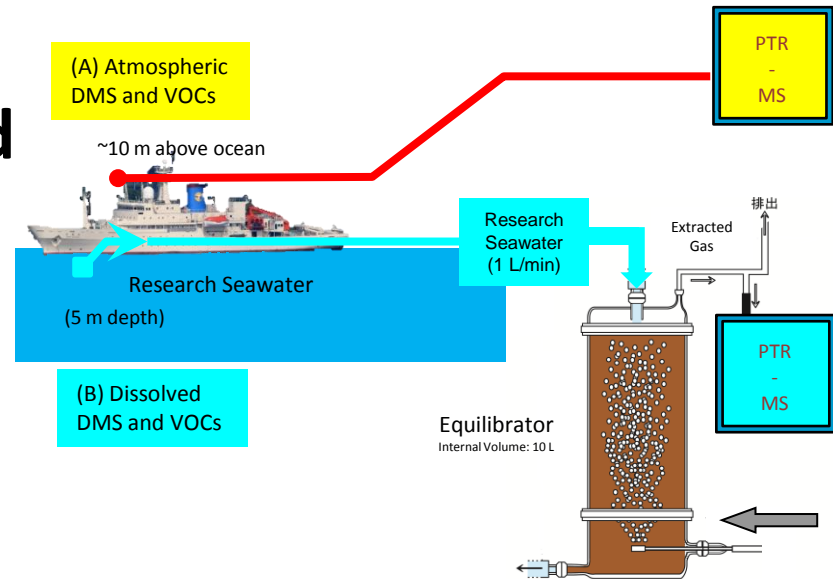 (A) Atmospheric
DMS and VOCs
d
~10 m above ocean
PTR
-
MS
Research
Seawater
(1 L/min)
Extracted
Gas
排出
Research Seawater
(5 m depth)
(B) Dissolved
DMS and VOCs
Equilibrator
Internal Volume: 10 L
PTR
-
MS